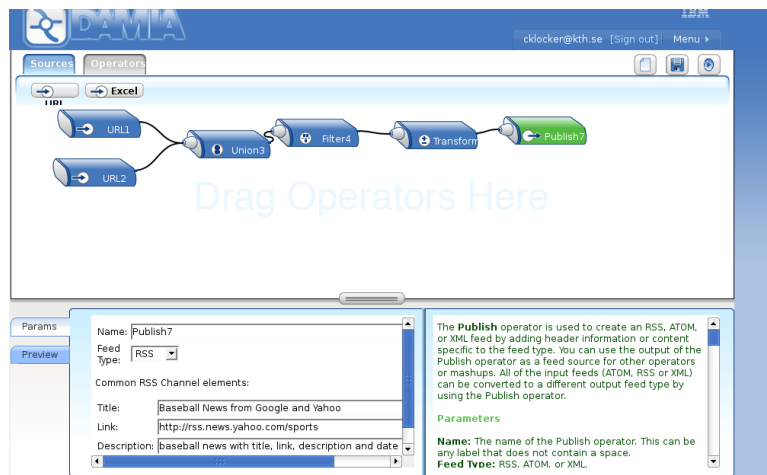 DAMIA
IBM
cklocker@kth.se [Sign out] Menu
Sources Operators
URL Excel
URL1
URL2
Union3
Filter4
Transform
Publish7
Drag Operators Here
Params
Preview
Name: Publish7
Feed Type: RSS
Common RSS Channel elements:
Title: Baseball News from Google and Yahoo
Link: http://rss.news.yahoo.com/sports
Description: baseball news with title, link, description and date
The Publish operator is used to create an RSS, ATOM,
or XML feed by adding header information or content
specific to the feed type. You can use the output of the
Publish operator as a feed source for other operators
or mashups. All of the input feeds (ATOM, RSS or XML)
can be converted to a different output feed type by
using the Publish operator.
Parameters
Name: The name of the Publish operator. This can be
any label that does not contain a space.
Feed Type: RSS, ATOM, or XML.